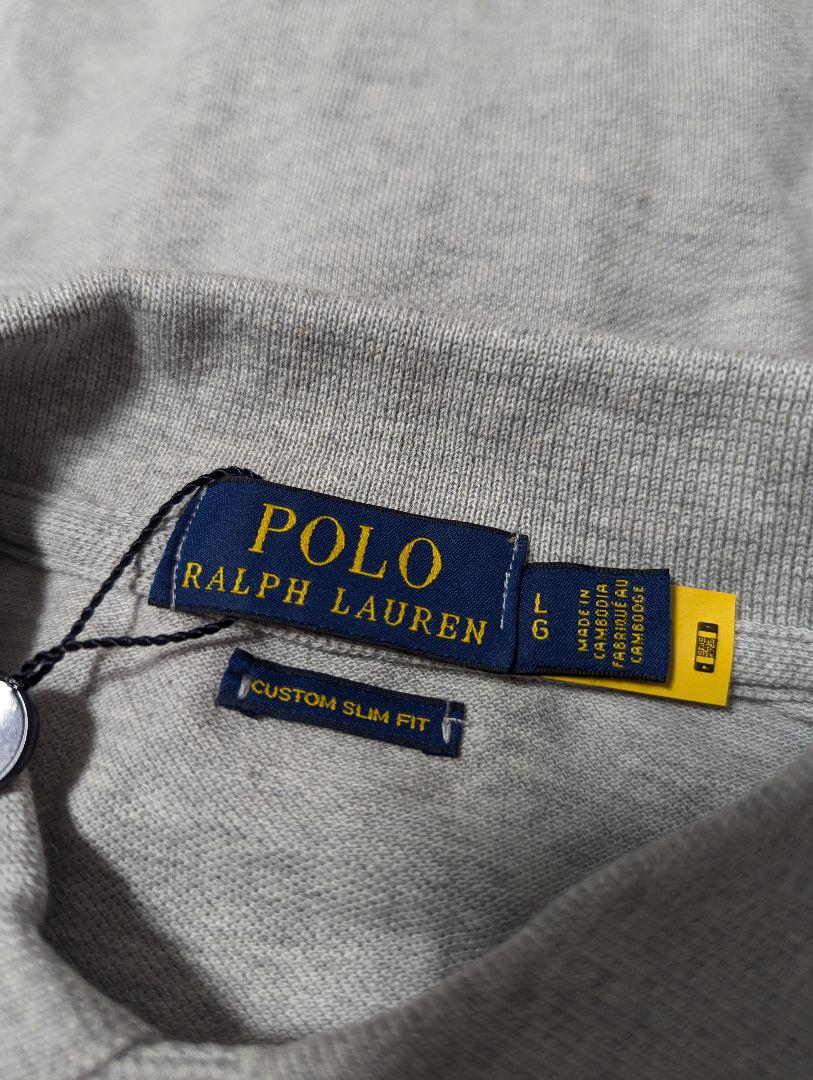 POLO
RALPH LAUREN
L
G
MADE IN
CAMBODIA
FABRIQUÉ AU
CAMBODGE
CUSTOM SLIM FIT